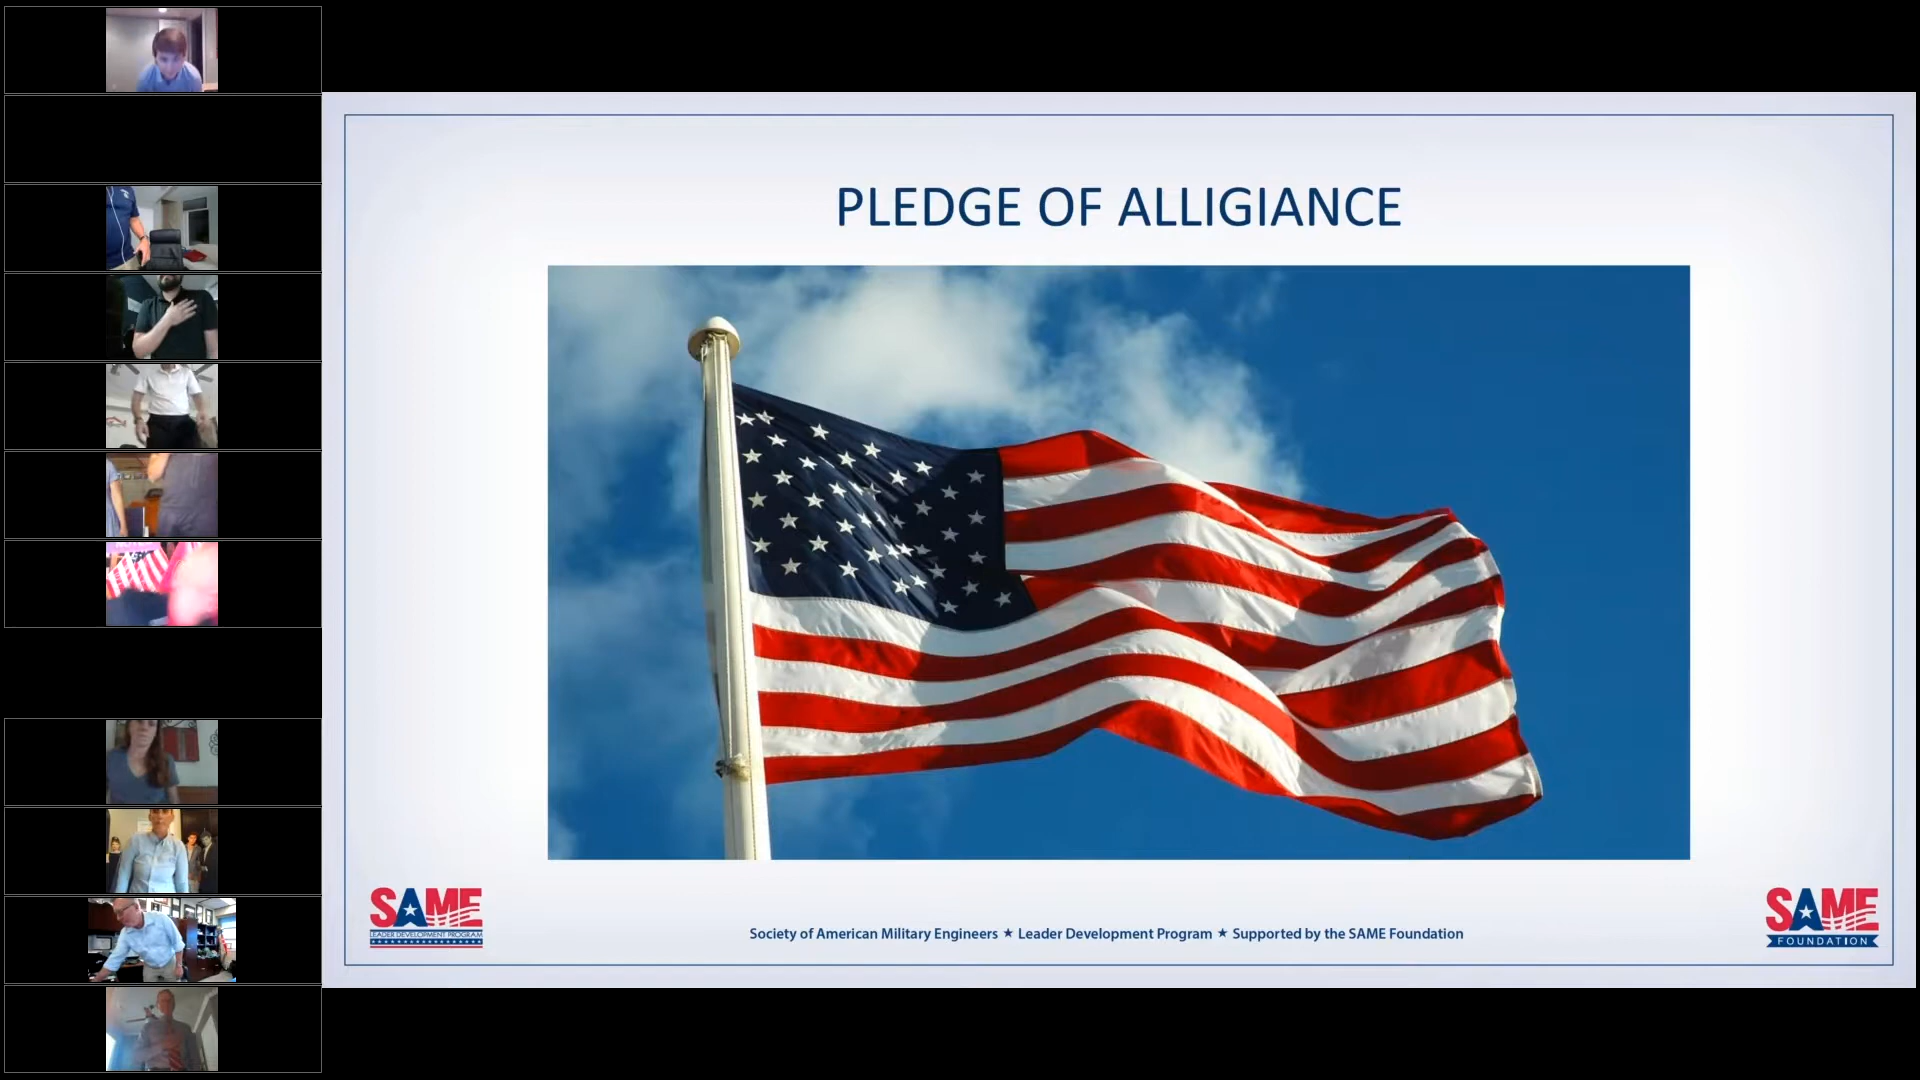 PLEDGE OF ALLIGIANCE
SAME
LEADER DEVELOPMENT PROGRAM
Society of American Military Engineers ★ Leader Development Program ★ Supported by the SAME Foundation
SAME
FOUNDATION